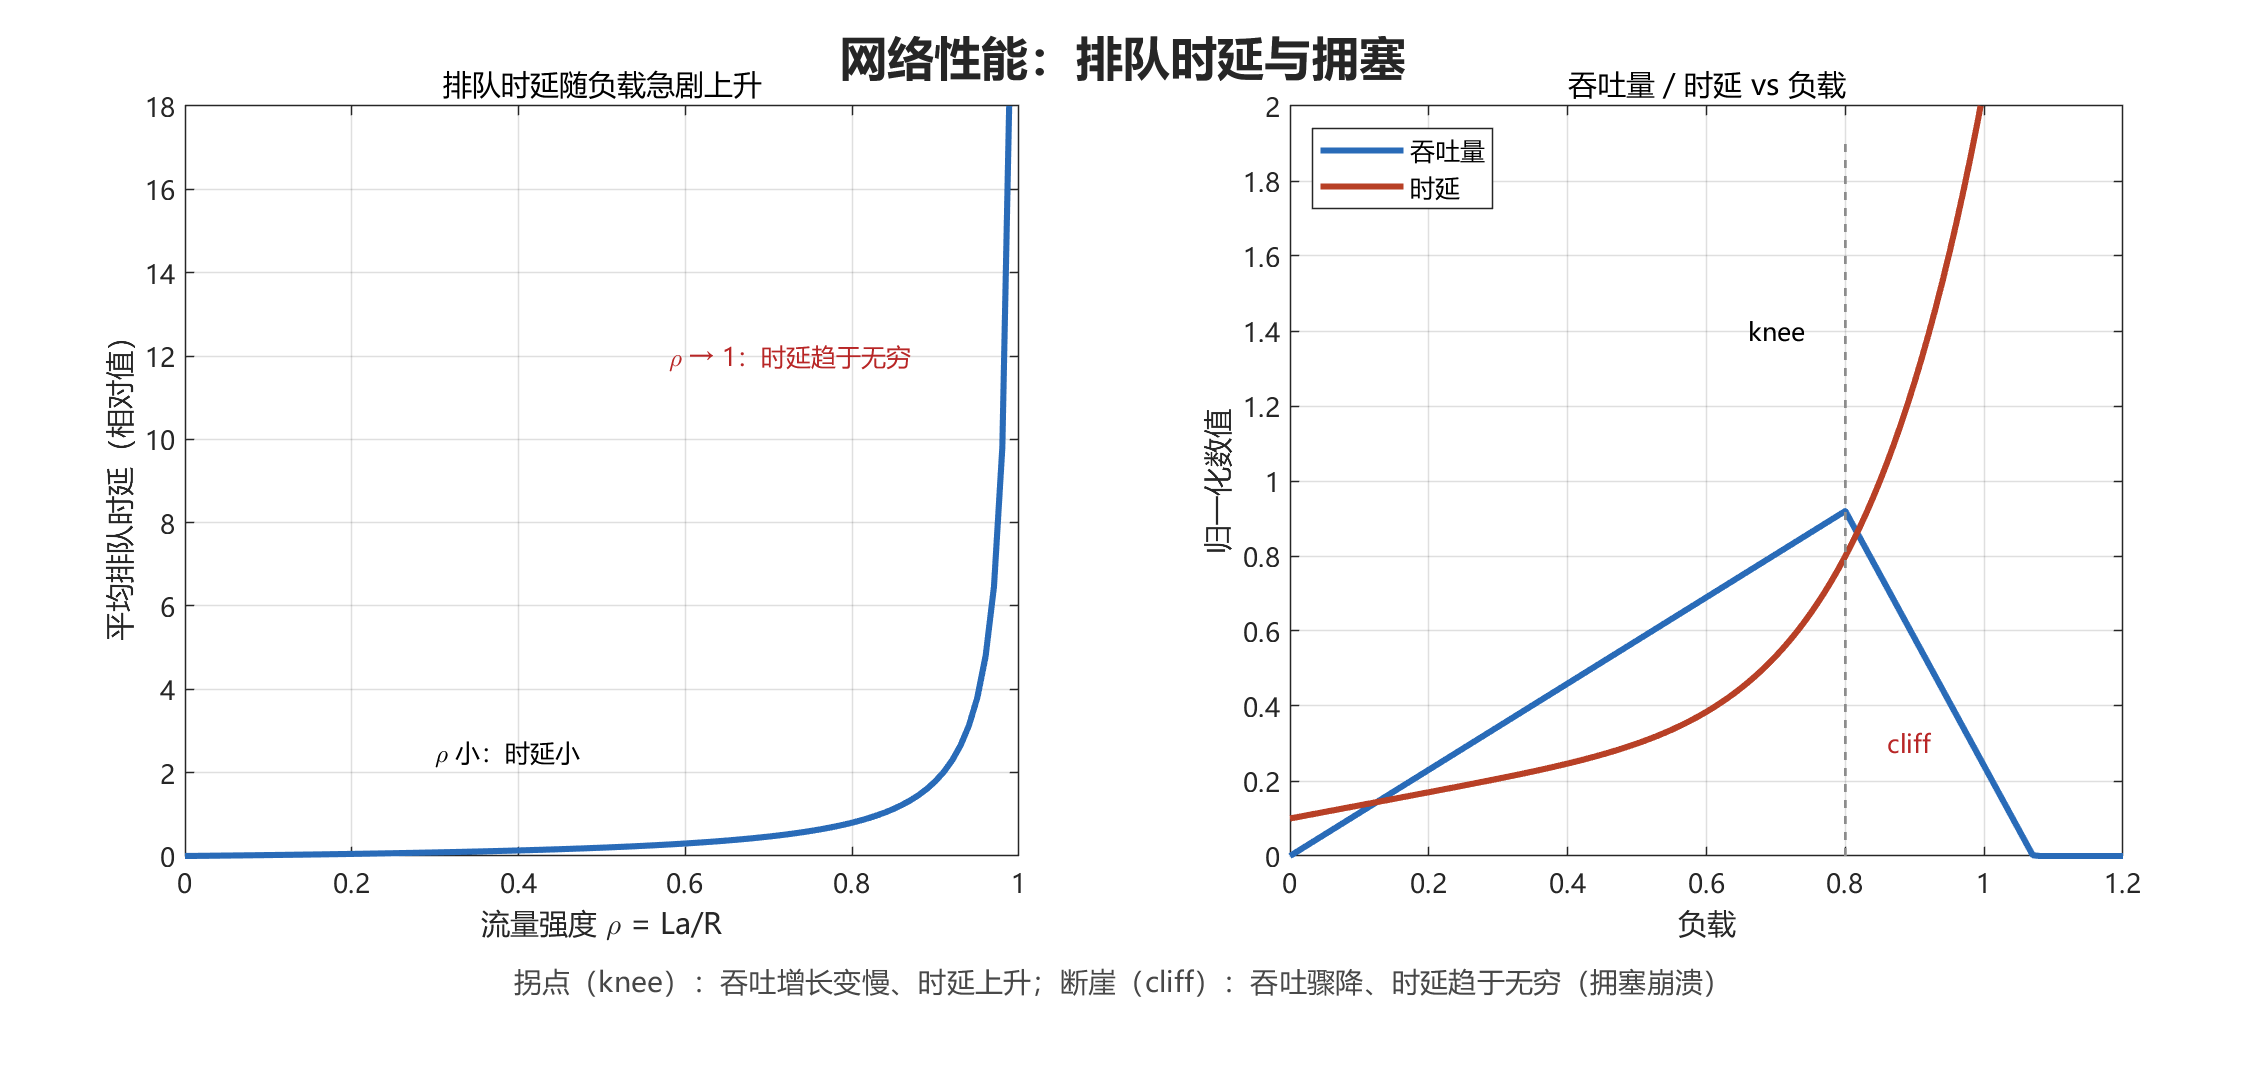 网络性能：排队时延与拥塞
排队时延随负载急剧上升
18
16
14
12
10
8
6
4
2
0
平均排队时延（相对值）
ρ → 1：时延趋于无穷
ρ 小：时延小
0 0.2 0.4 0.6 0.8 1
流量强度 ρ = La/R
吞吐量 / 时延 vs 负载
2
1.8
1.6
1.4
1.2
1
0.8
0.6
0.4
0.2
0
归一化数值
吞吐量
时延
knee
cliff
0 0.2 0.4 0.6 0.8 1 1.2
负载
拐点（knee）：吞吐增长变慢、时延上升；断崖（cliff）：吞吐骤降、时延趋于无穷（拥塞崩溃）